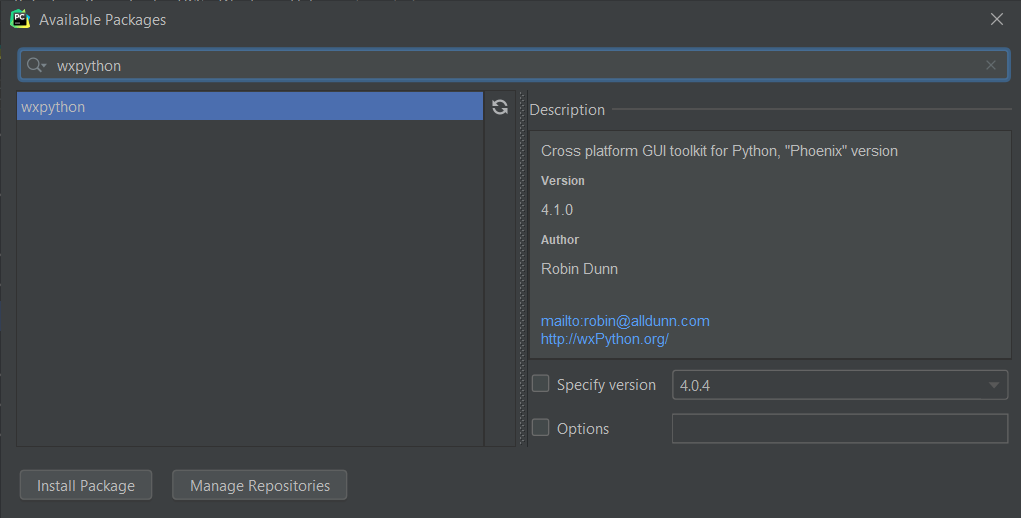 Available Packages
wxpython
wxpython
Description
Cross platform GUI toolkit for Python, "Phoenix" version
Version
4.1.0
Author
Robin Dunn
mailto:robin@alldunn.com
http://wxPython.org/
Specify version
4.0.4
Options
Install Package
Manage Repositories